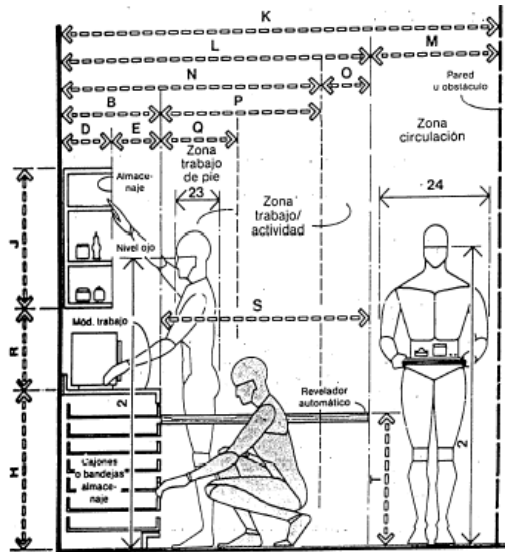 K
L
M
N
O
B
P
D
E
Q
Pared
u obstáculo
Zona
circulación
Zona
trabajo
de pie
Almace-
naje
23
Zona
trabajo/
actividad
24
J
Nivel ojo
S
Mód. trabajo
R
2
Revelador
automático
2
Cajones
o bandejas
almace-
naje
H
T